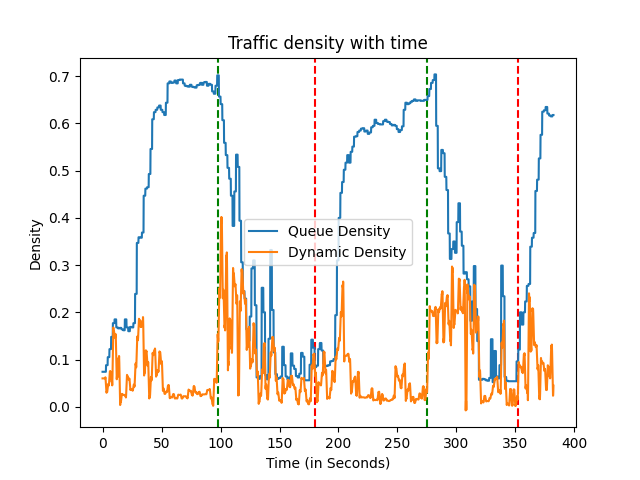 Traffic density with time
Density
0.7
0.6
0.5
0.4
0.3
0.2
0.1
0.0
Queue Density
Dynamic Density
0 50 100 150 200 250 300 350 400
Time (in Seconds)